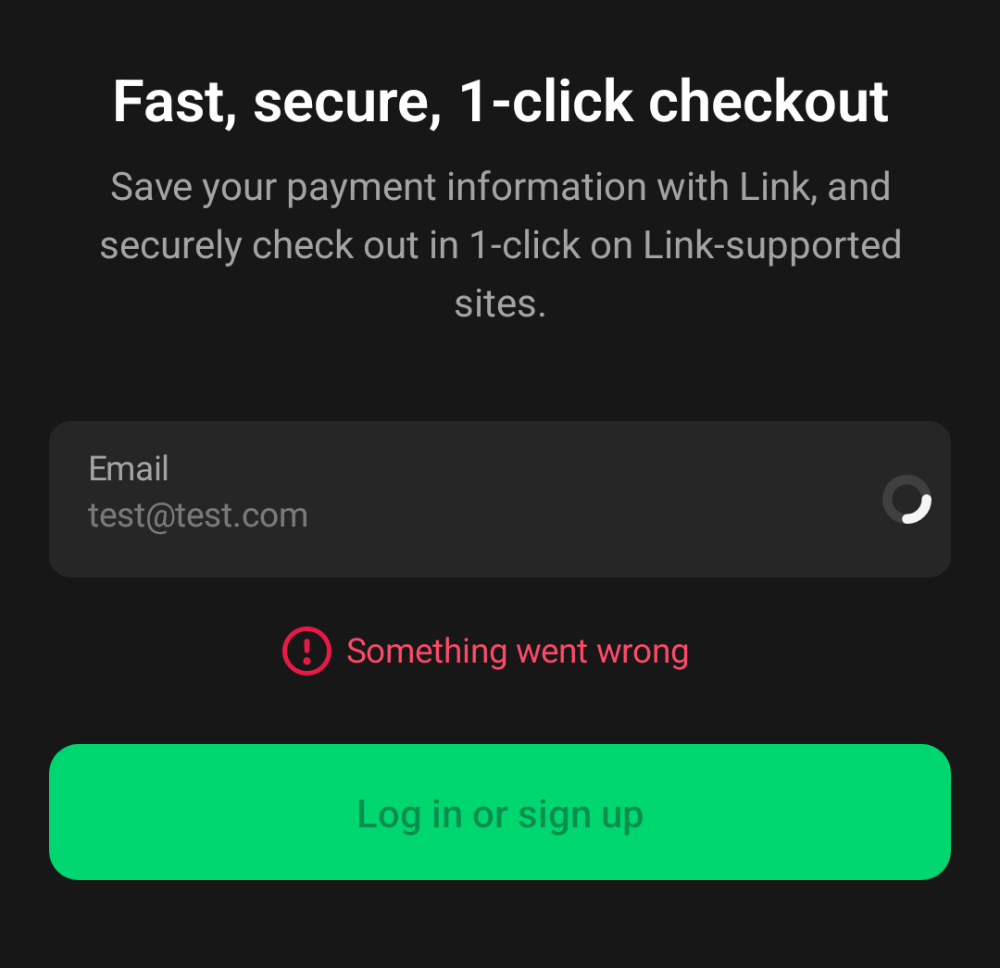 Fast, secure, 1-click checkout
Save your payment information with Link, and
securely check out in 1-click on Link-supported
sites.
Email
test@test.com
Something went wrong
Log in or sign up